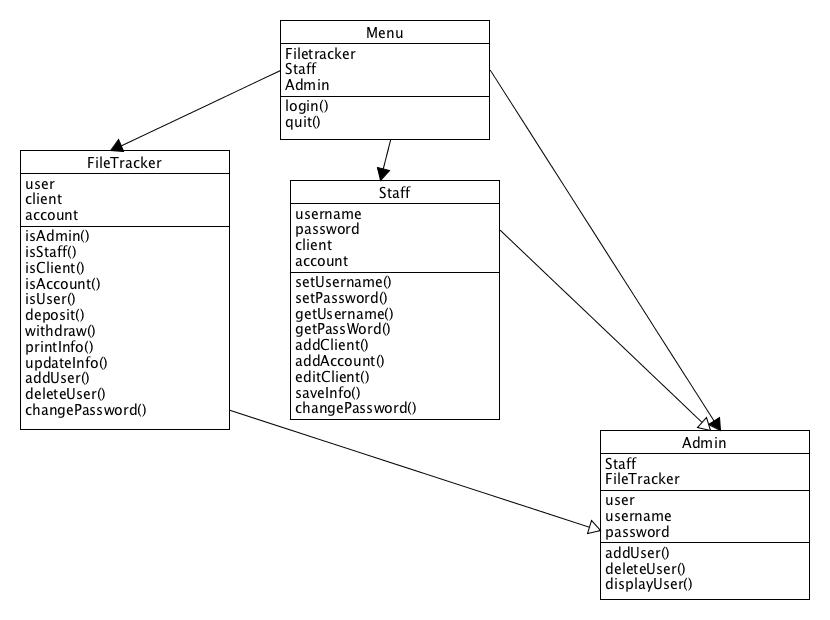 Menu
Filetracker
Staff
Admin
login()
quit()
FileTracker
user
client
account
isAdmin()
isStaff()
isClient()
isAccount()
isUser()
deposit()
withdraw()
printInfo()
updateInfo()
addUser()
deleteUser()
changePassword()
Staff
username
password
client
account
setUsername()
setPassword()
getUsername()
getPassWord()
addClient()
addAccount()
editClient()
saveInfo()
changePassword()
Admin
Staff
FileTracker
user
username
password
addUser()
deleteUser()
displayUser()